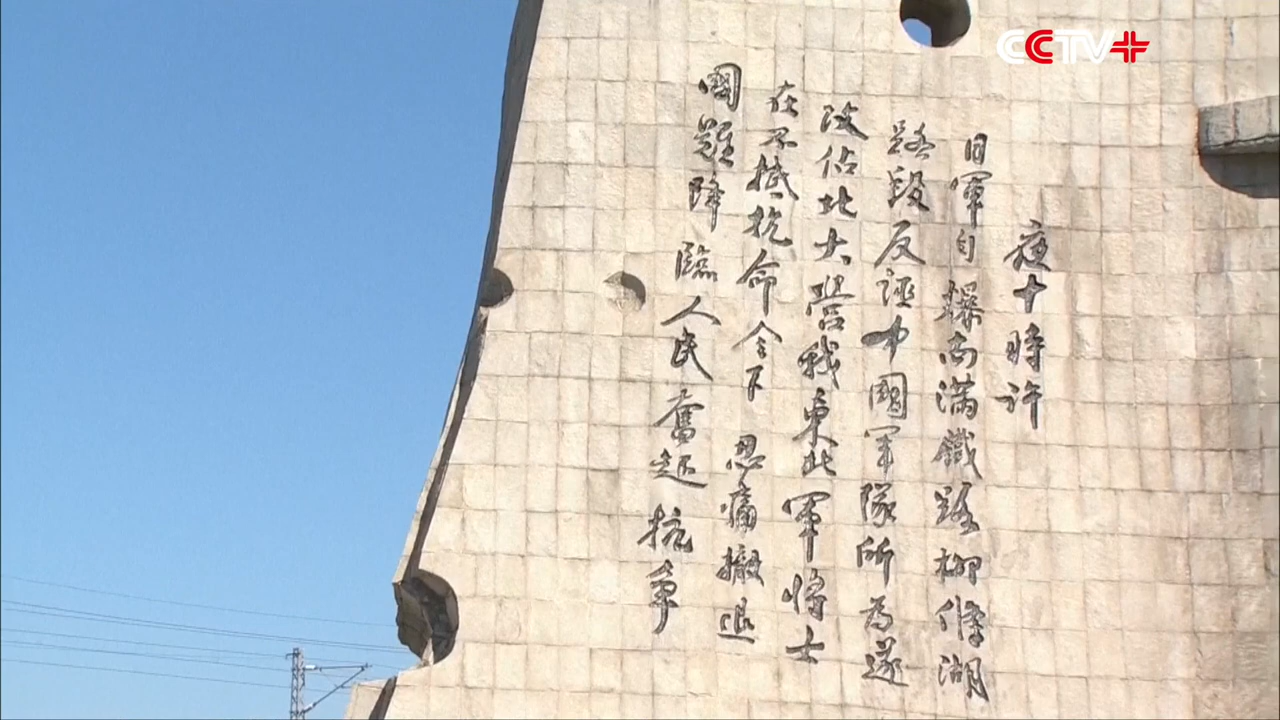 CCTV+
夜十時許
日軍自爆南滿鐵路柳條湖
路段反誣中國軍隊所為遂
攻佔北大營我東北軍將士
在不抵抗命令下 忍痛撤退
國難降臨人民奮起抗爭